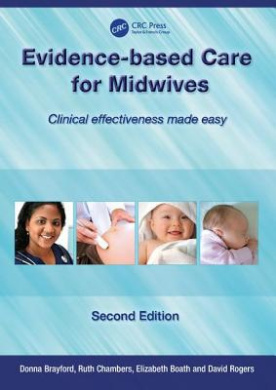 CRC
CRC Press
Taylor & Francis Group
Evidence-based Care
for Midwives
Clinical effectiveness made easy
Second Edition
Donna Brayford, Ruth Chambers, Elizabeth Boath and David Rogers